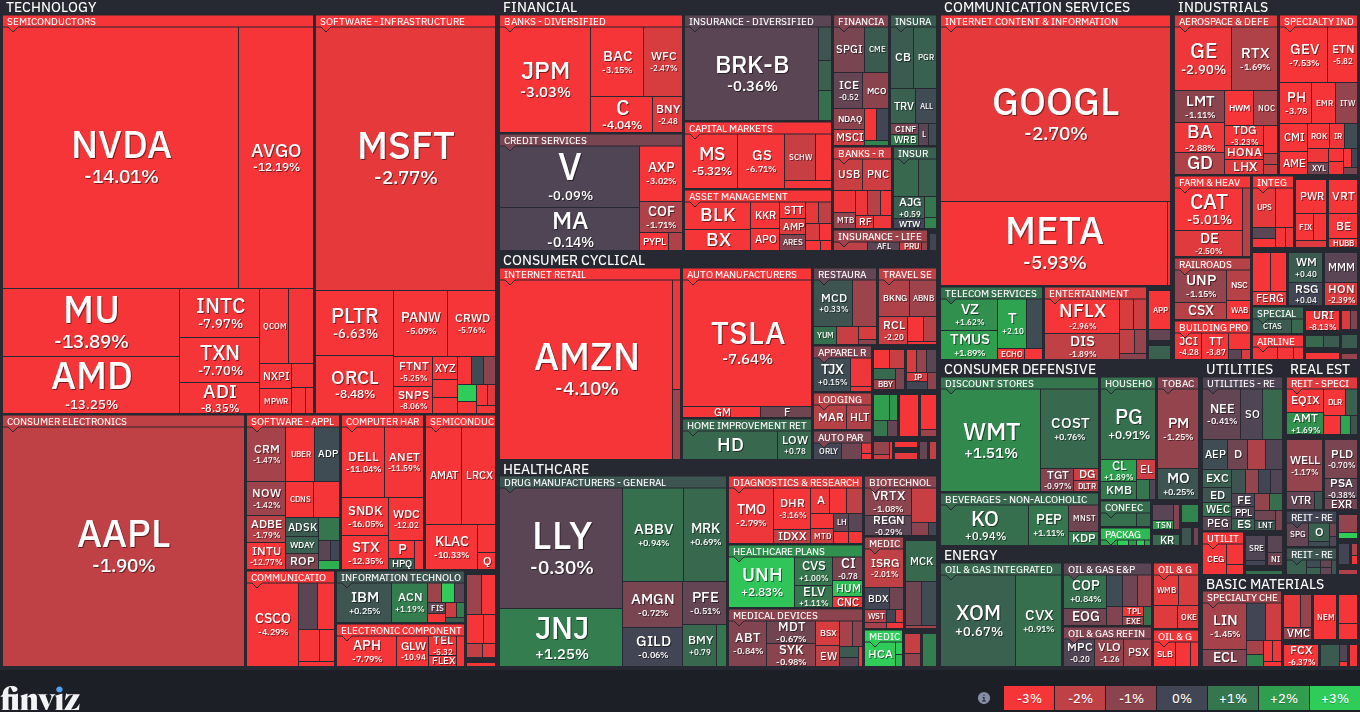 TECHNOLOGY
SEMICONDUCTORS
NVDA
-14.01%
AVGO
-12.19%
MU
-13.89%
AMD
-13.25%
INTC
-7.97%
TXN
-7.70%
ADI
-8.35%
QCOM
NXPI
MPWR
SOFTWARE - INFRASTRUCTURE
MSFT
-2.77%
PLTR
-6.63%
PANW
-5.09%
CRWD
-5.76%
ORCL
-8.48%
FTNT
-5.25%
SNPS
-8.06%
XYZ
CONSUMER ELECTRONICS
AAPL
-1.90%
SOFTWARE - APPL
CRM
-1.47%
UBER
ADP
NOW
-1.42%
CDNS
ADBE
-1.79%
ADSK
INTU
-12.77%
WDAY
ROP
COMPUTER HAR
DELL
-11.04%
ANET
-11.59%
SNDK
-16.05%
WDC
-12.02
STX
-12.35%
P
HPQ
SEMICONDUC
AMAT
LRCX
KLAC
-10.33%
Q
COMMUNICATIO
CSCO
-4.29%
INFORMATION TECHNOLO
IBM
+0.25%
ACN
+1.19%
FIS
ELECTRONIC COMPONENT
APH
-7.79%
GLW
-10.94
TEL
-5.32
FLEX
FINANCIAL
BANKS - DIVERSIFIED
JPM
-3.03%
BAC
-3.15%
WFC
-2.47%
C
-4.04%
BNY
-2.48
CREDIT SERVICES
V
-0.09%
MA
-0.14%
AXP
-3.02%
COF
-1.71%
PYPL
INSURANCE - DIVERSIFIED
BRK-B
-0.36%
CAPITAL MARKETS
MS
-5.32%
GS
-6.71%
SCHW
ASSET MANAGEMENT
BLK
BX
KKR
APO
STT
AMP
ARES
FINANCIA
SPGI
CME
ICE
-0.52
MCO
NDAQ
MSCI
INSURA
CB
PGR
TRV
ALL
CINF
WRB
L
BANKS - R
USB
PNC
MTB
RF
INSUR
AJG
+0.59
WTW
INSURANCE - LIFE
AFL
PRU
CONSUMER CYCLICAL
INTERNET RETAIL
AMZN
-4.10%
AUTO MANUFACTURERS
TSLA
-7.64%
GM
F
HOME IMPROVEMENT RET
HD
LOW
+0.78
RESTAURA
MCD
+0.33%
YUM
TRAVEL SE
BKNG
ABNB
RCL
-2.20
APPAREL R
TJX
+0.15%
BBY
IP
LODGING
MAR
HLT
AUTO PAR
ORLY
HEALTHCARE
DRUG MANUFACTURERS - GENERAL
LLY
-0.30%
JNJ
+1.25%
ABBV
+0.94%
MRK
+0.69%
AMGN
-0.72%
PFE
-0.51%
GILD
-0.06%
BMY
+0.79
DIAGNOSTICS & RESEARCH
TMO
-2.79%
DHR
-3.16%
A
IDXX
LH
MTD
HEALTHCARE PLANS
UNH
+2.83%
CVS
+1.00%
CI
-0.78
ELV
+1.11%
HUM
CNC
MEDICAL DEVICES
ABT
-0.84%
MDT
-0.67%
SYK
-0.98%
BSX
EW
BIOTECHNOL
VRTX
-1.08%
REGN
-0.29%
MEDIC
ISRG
-2.01%
BDX
WST
MCK
MEDIC
HCA
COMMUNICATION SERVICES
INTERNET CONTENT & INFORMATION
GOOGL
-2.70%
META
-5.93%
TELECOM SERVICES
VZ
+1.62%
T
+2.10
TMUS
+1.89%
ECHO
ENTERTAINMENT
NFLX
-2.96%
DIS
-1.89%
APP
CONSUMER DEFENSIVE
DISCOUNT STORES
WMT
+1.51%
COST
+0.76%
TGT
-0.97%
DG
DLTR
HOUSEHO
PG
+0.91%
CL
+1.89%
EL
KMB
TOBAC
PM
-1.25%
MO
+0.25%
BEVERAGES - NON-ALCOHOLIC
KO
+0.94%
PEP
+1.11%
MNST
KDP
CONFEC
PACKAG
TSN
KR
ENERGY
OIL & GAS INTEGRATED
XOM
+0.67%
CVX
+0.91%
OIL & GAS E&P
COP
+0.84%
EOG
TPL
EXE
OIL & GAS REFIN
MPC
-0.20
VLO
-1.26
PSX
OIL & G
WMB
OKE
OIL & G
SLB
INDUSTRIALS
AEROSPACE & DEFE
GE
-2.90%
RTX
-1.69%
LMT
-1.11%
HWM
NOC
BA
-2.88%
TDG
-3.23%
HONA
GD
LHX
SPECIALTY IND
GEV
-7.53%
ETN
-5.82
PH
-3.78
EMR
ITW
CMI
ROK
IR
AME
XYL
FARM & HEAV
CAT
-5.01%
DE
-2.50%
INTEG
UPS
PWR
FIX
VRT
BE
HUBB
RAILROADS
UNP
-1.15%
NSC
CSX
WAB
FERG
WM
+0.40
RSG
+0.04
MMM
HON
-2.39%
BUILDING PRO
JCI
-4.28
TT
-3.87
SPECIAL
CTAS
URI
-8.13%
AIRLINE
UTILITIES
UTILITIES - RE
NEE
-0.41%
SO
AEP
D
EXC
ED
WEC
PEG
FE
PPL
ES
LNT
UTILIT
CEG
SRE
NI
REAL EST
REIT - SPECI
EQIX
DLR
AMT
+1.69%
WELL
-1.17%
PLD
-0.70%
VTR
PSA
-0.38%
EXR
REIT - RE
SPG
O
REIT - RE
BASIC MATERIALS
SPECIALTY CHE
LIN
-1.45%
ECL
VMC
NEM
FCX
-6.37%
finviz
-3%
-2%
-1%
0%
+1%
+2%
+3%